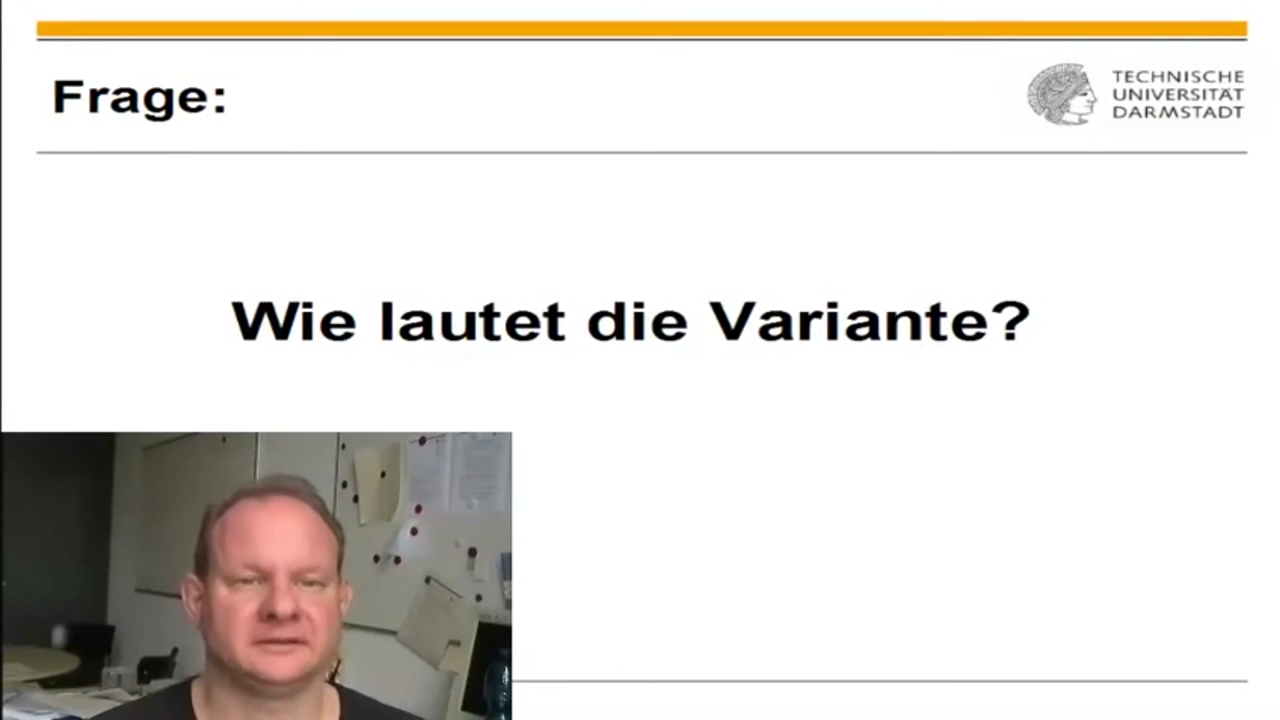 Frage:
TECHNISCHE
UNIVERSITÄT
DARMSTADT
Wie lautet die Variante?